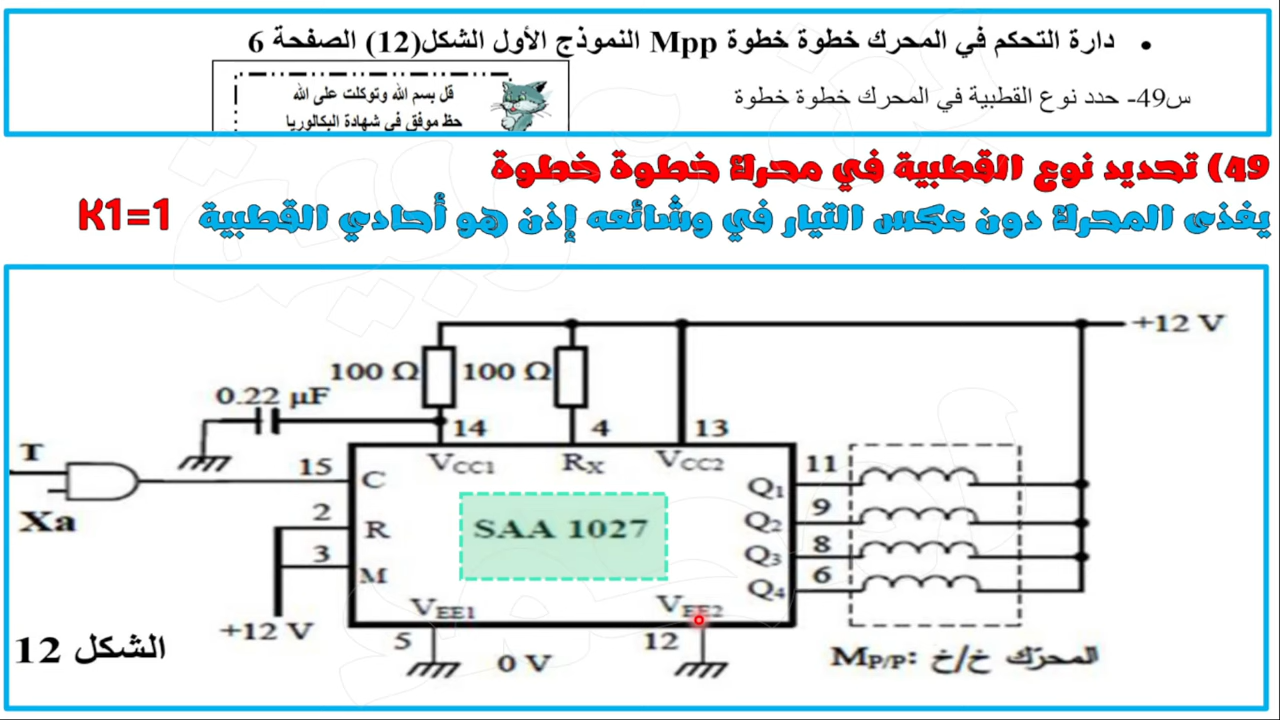 • دارة التحكم في المحرك خطوة خطوة Mpp النموذج الأول الشكل(12) الصفحة 6
قل بسم الله وتوكلت على الله
حظ موفق في شهادة البكالوريا
س49- حدد نوع القطبية في المحرك خطوة خطوة
49) تحديد نوع القطبية في محرك خطوة خطوة
يغذى المحرك دون عكس التيار في وشائعه إذن هو أحادي القطبية K1=1
+12 V
100 Ω
100 Ω
0.22 µF
14
4
13
T
15
C
VCC1
RX
VCC2
11
Q1
Xa
2
R
SAA 1027
9
Q2
3
M
8
Q3
6
Q4
+12 V
VEE1
VEE2
5
0 V
12
المحرّك خ/خ :MP/P
الشكل 12